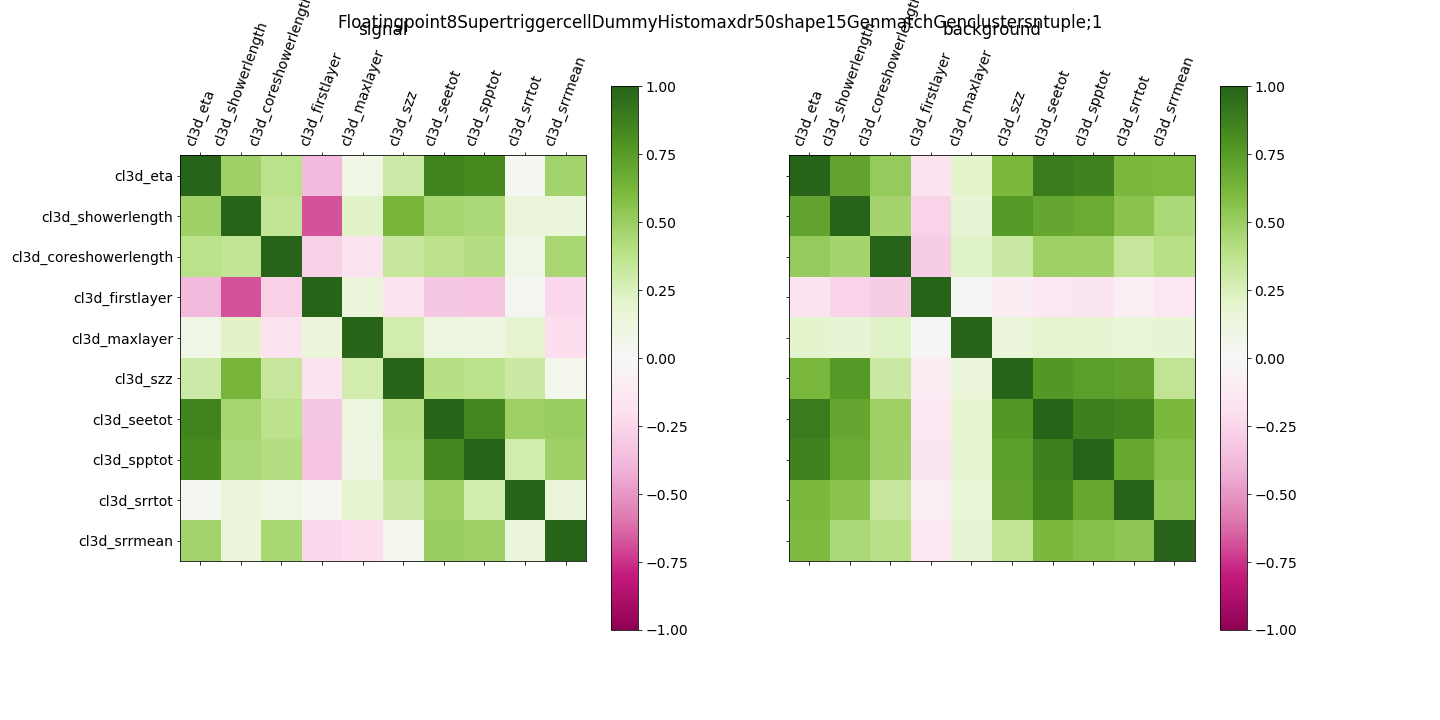 Floatingpoint8SupertriggercellDummyHistomaxdr50shape15GenmatchGenclustersntuple;1
signal
cl3d_eta
cl3d_showerlength
cl3d_coreshowerlength
cl3d_firstlayer
cl3d_maxlayer
cl3d_szz
cl3d_seetot
cl3d_spptot
cl3d_srrtot
cl3d_srrmean
cl3d_eta
cl3d_showerlength
cl3d_coreshowerlength
cl3d_firstlayer
cl3d_maxlayer
cl3d_szz
cl3d_seetot
cl3d_spptot
cl3d_srrtot
cl3d_srrmean
1.00
0.75
0.50
0.25
0.00
−0.25
−0.50
−0.75
−1.00
background
cl3d_eta
cl3d_showerlength
cl3d_coreshowerlength
cl3d_firstlayer
cl3d_maxlayer
cl3d_szz
cl3d_seetot
cl3d_spptot
cl3d_srrtot
cl3d_srrmean
1.00
0.75
0.50
0.25
0.00
−0.25
−0.50
−0.75
−1.00